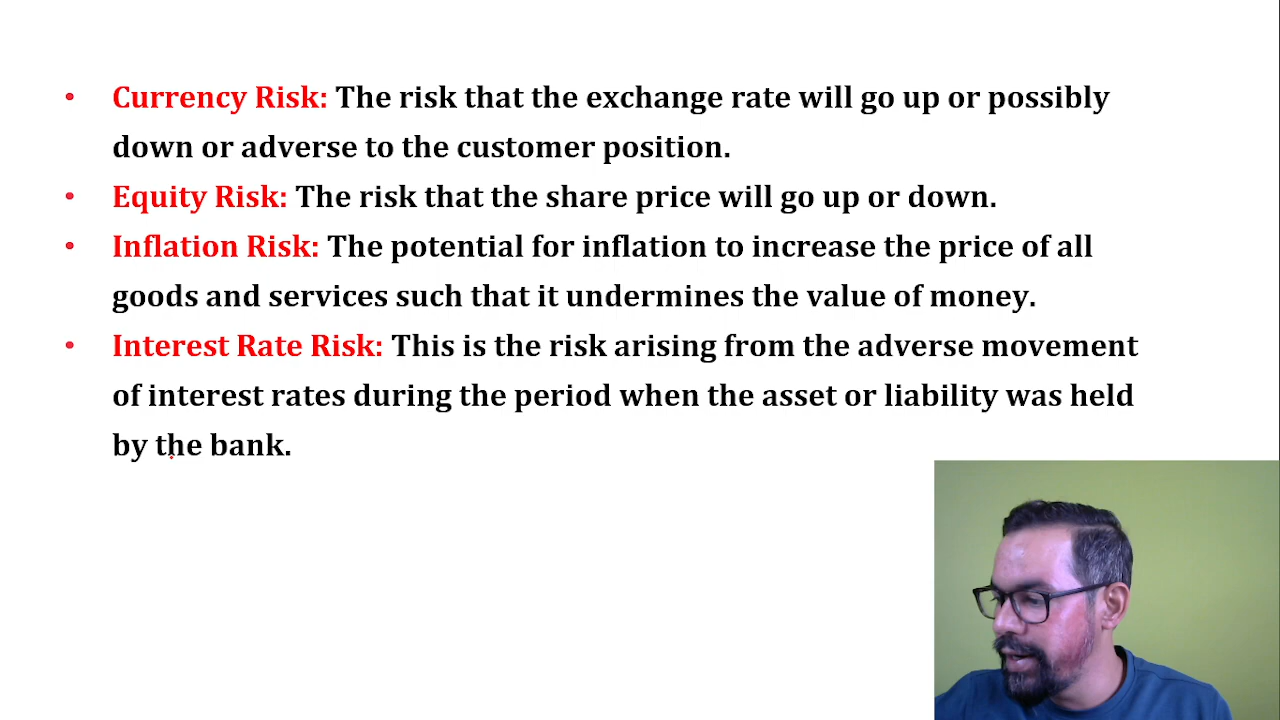 • Currency Risk: The risk that the exchange rate will go up or possibly
down or adverse to the customer position.
• Equity Risk: The risk that the share price will go up or down.
• Inflation Risk: The potential for inflation to increase the price of all
goods and services such that it undermines the value of money.
• Interest Rate Risk: This is the risk arising from the adverse movement
of interest rates during the period when the asset or liability was held
by the bank.